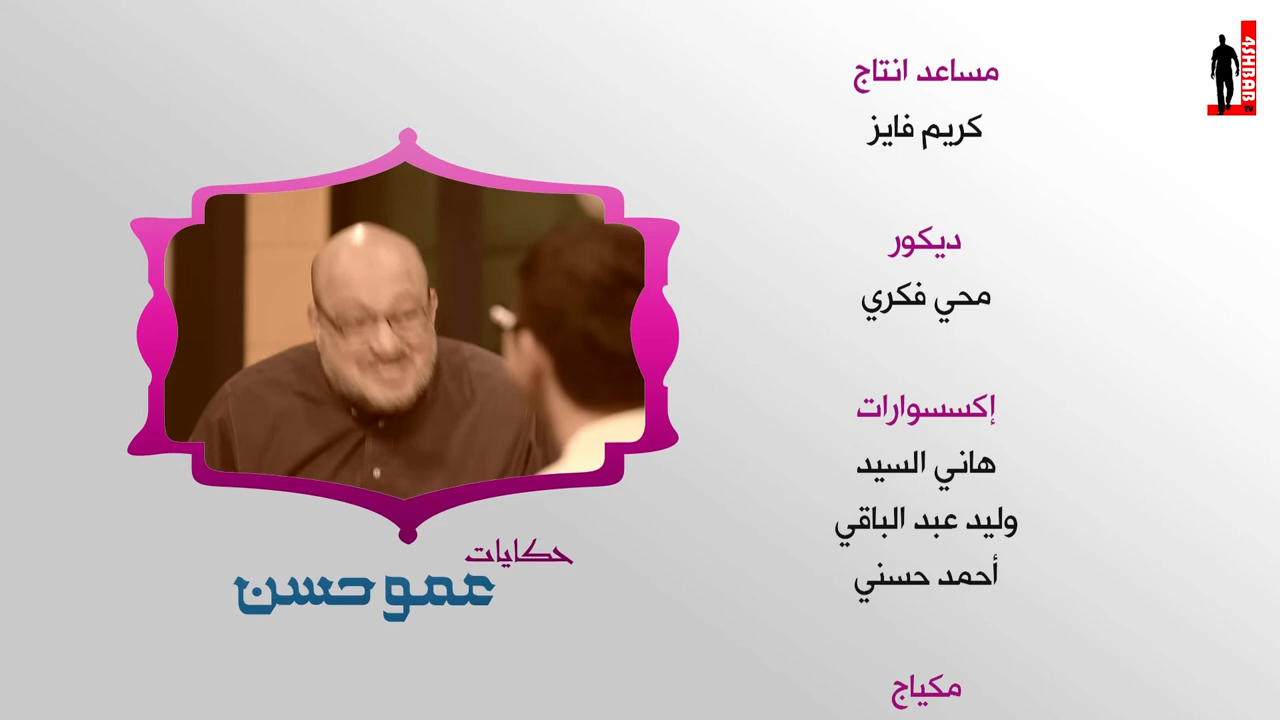 مساعد انتاج
كريم فايز
ديكور
محي فكري
إكسسوارات
هاني السيد
وليد عبد الباقي
أحمد حسني
مكياج
حكايات
عمو حسن
4SHBAB
TV